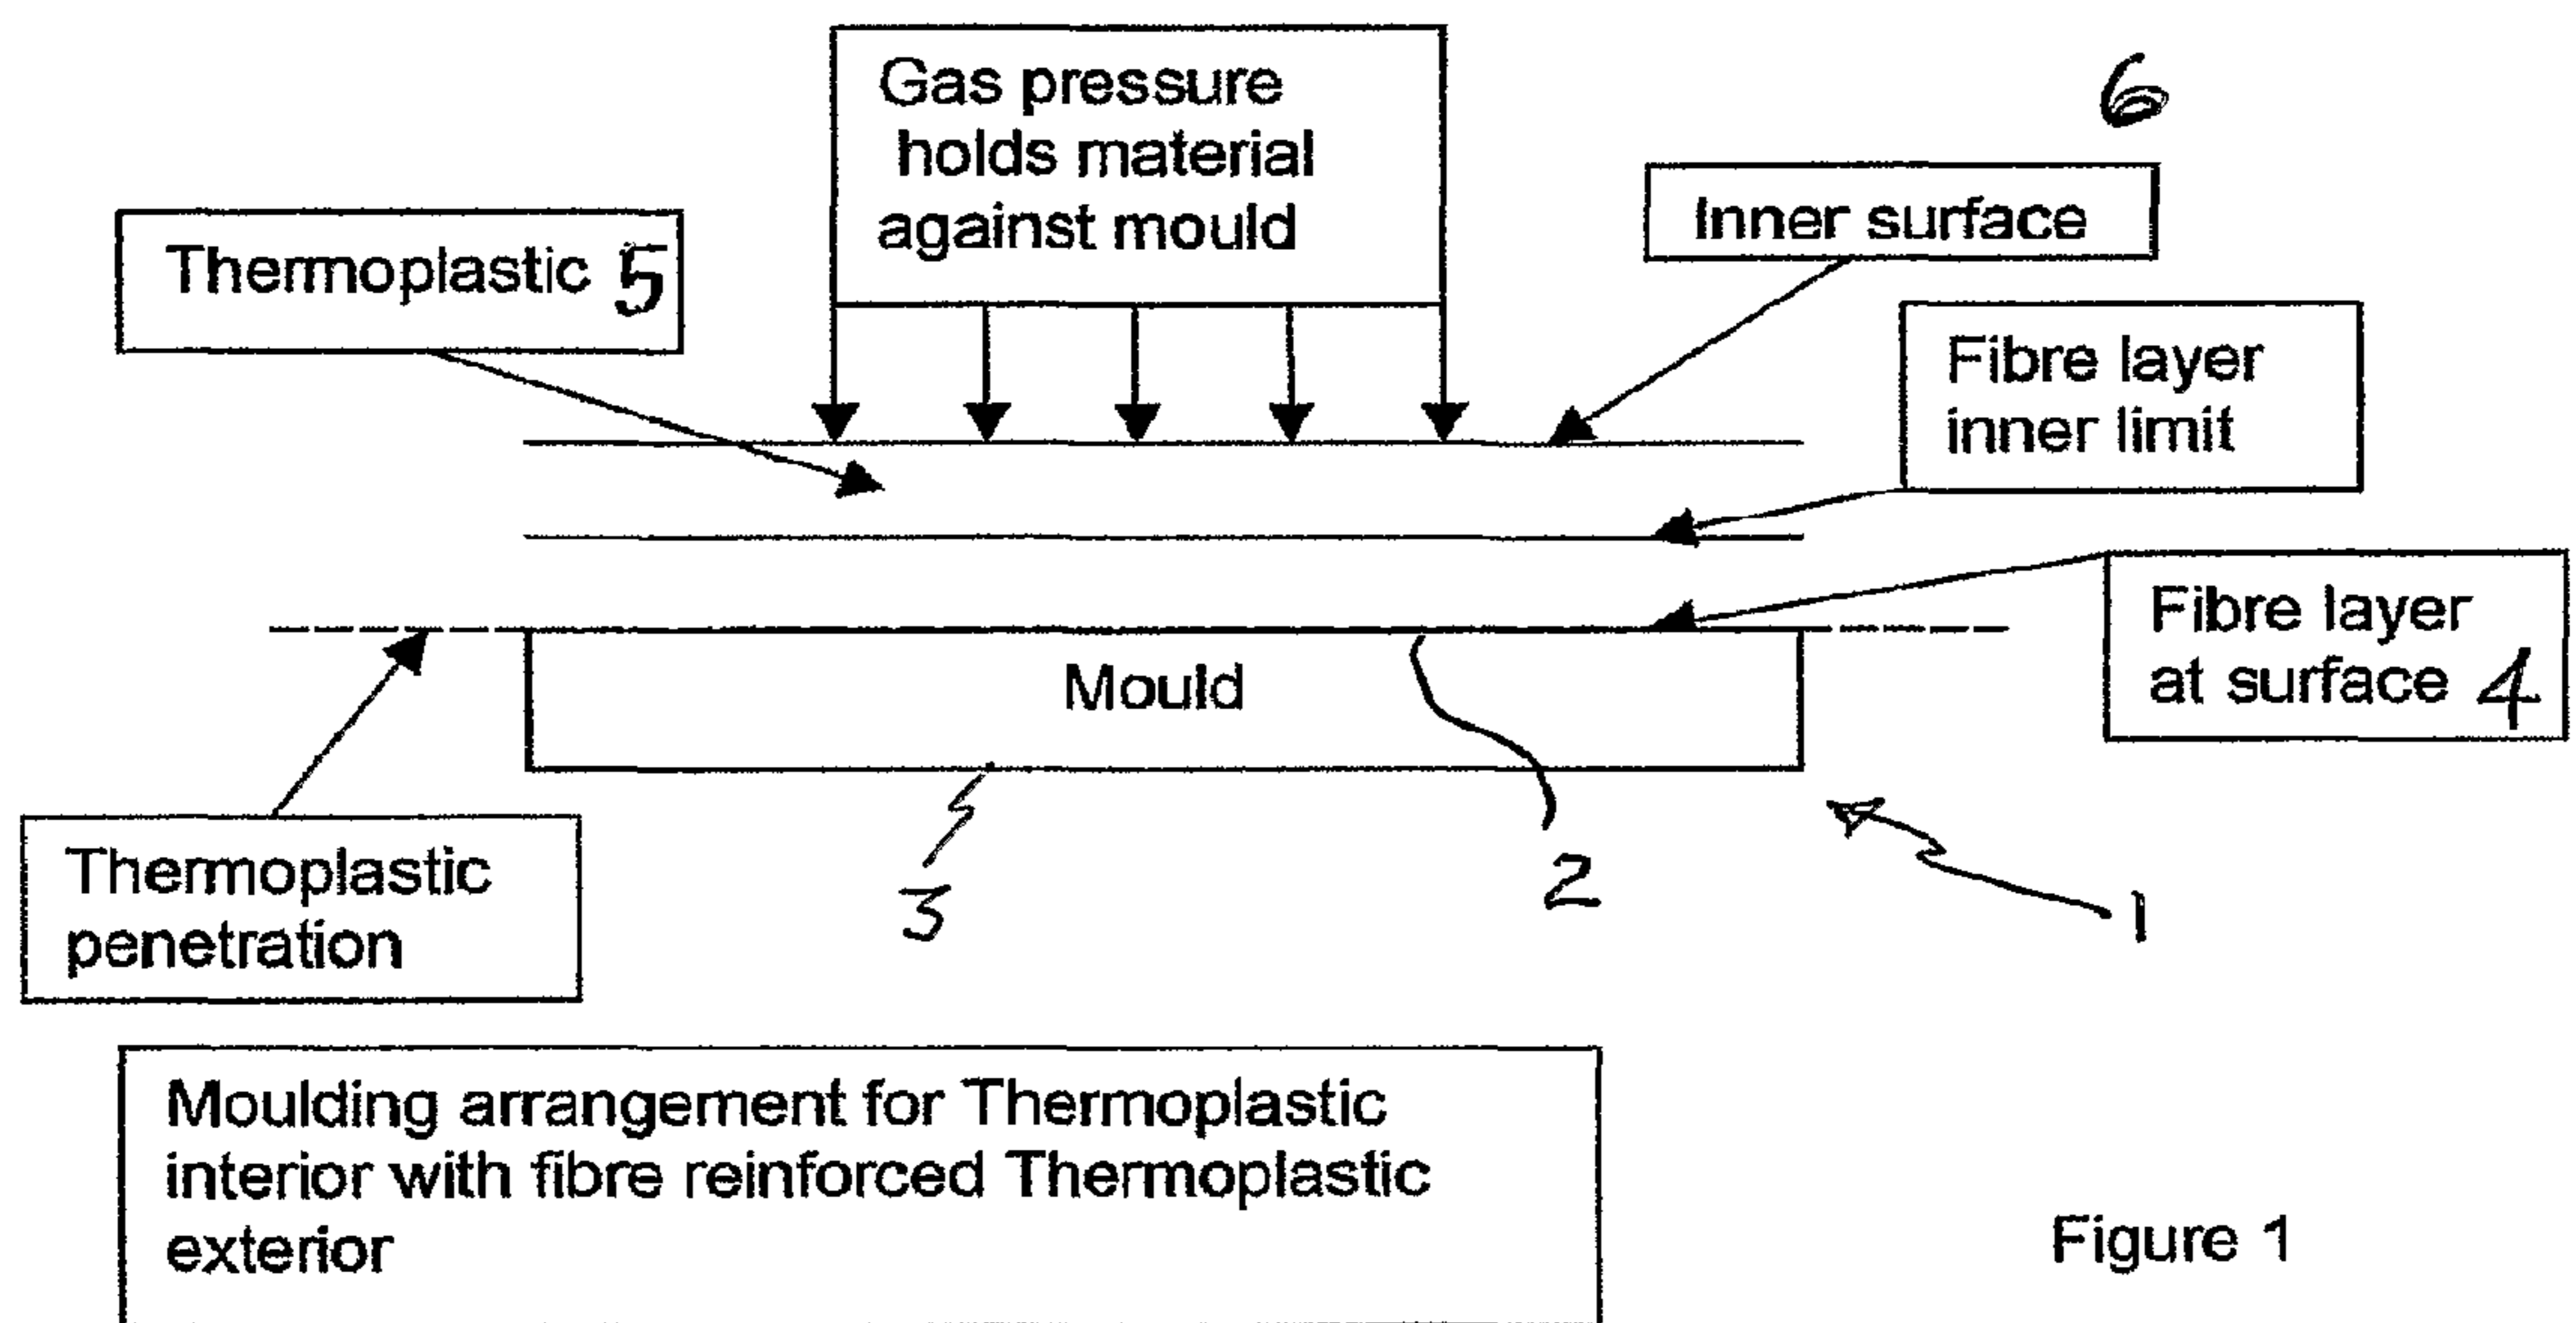 Gas pressure
holds material
against mould
6
Inner surface
Thermoplastic 5
Fibre layer
inner limit
Fibre layer
at surface 4
Mould
Thermoplastic
penetration
3
2
1
Moulding arrangement for Thermoplastic
interior with fibre reinforced Thermoplastic
exterior
Figure 1